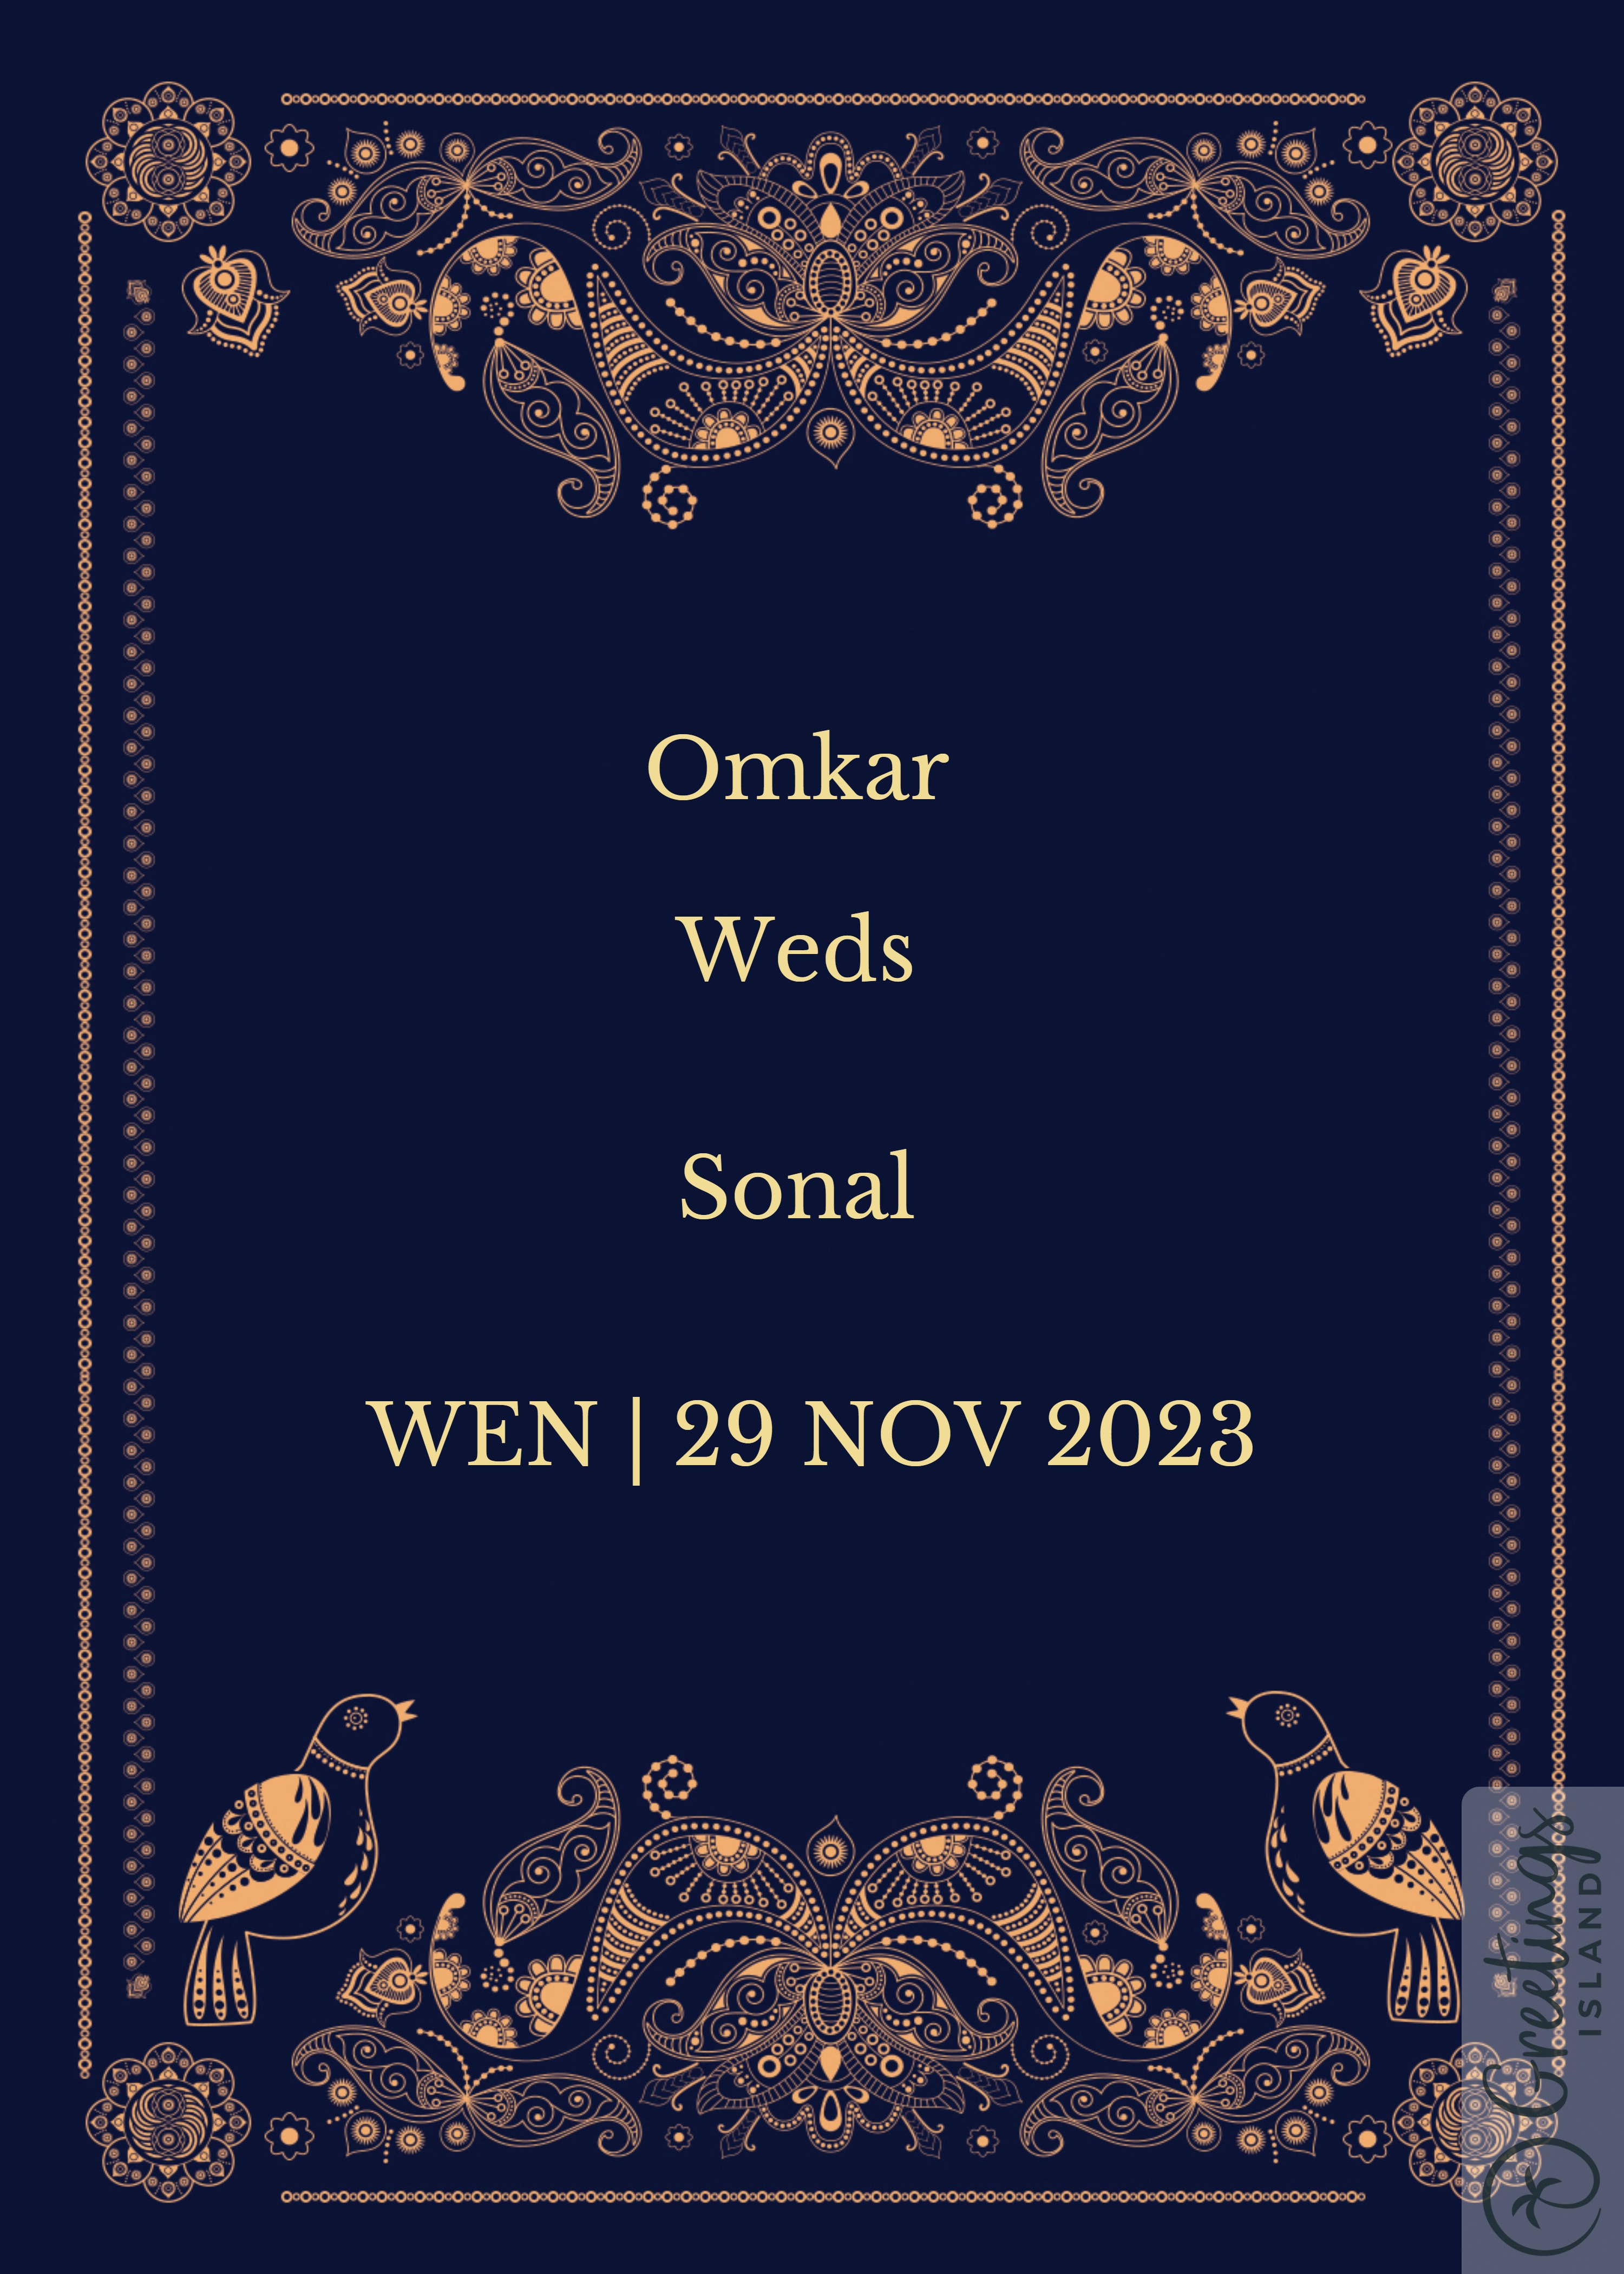 Omkar
Weds
Sonal
WEN | 29 NOV 2023
Greetings
ISLAND